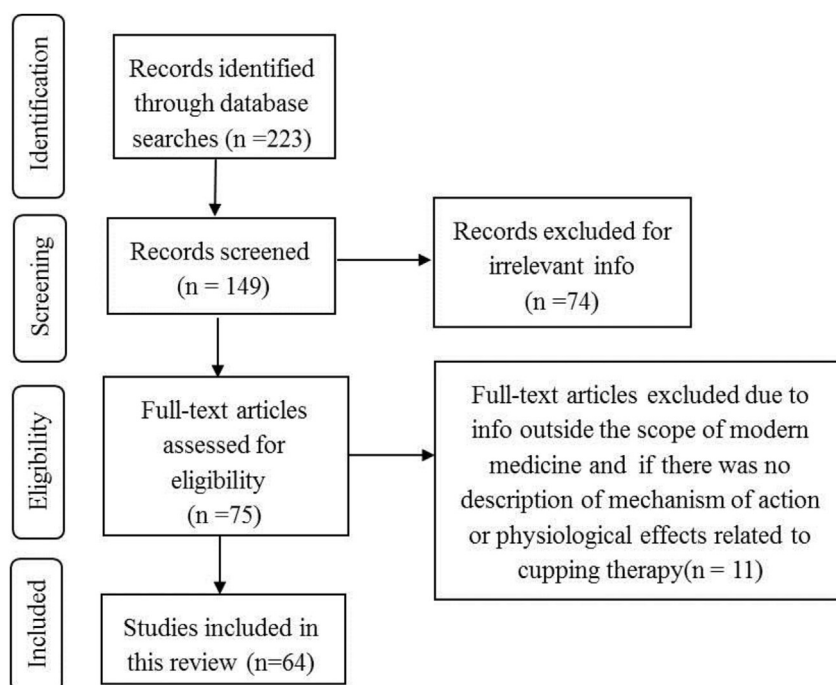 Identification
Records identified
through database
searches (n =223)
Screening
Records screened
(n = 149)
Records excluded for
irrelevant info
(n =74)
Eligibility
Full-text articles
assessed for
eligibility
(n =75)
Full-text articles excluded due to
info outside the scope of modern
medicine and if there was no
description of mechanism of action
or physiological effects related to
cupping therapy(n = 11)
Included
Studies included in
this review (n=64)